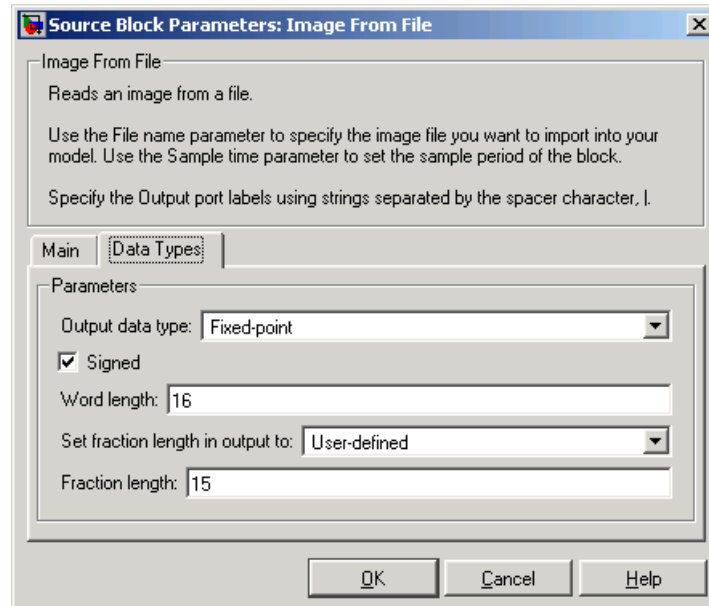 Source Block Parameters: Image From File
Image From File
Reads an image from a file.
Use the File name parameter to specify the image file you want to import into your
model. Use the Sample time parameter to set the sample period of the block.
Specify the Output port labels using strings separated by the spacer character, |.
Main Data Types
Parameters
Output data type: Fixed-point
Signed
Word length: 16
Set fraction length in output to: User-defined
Fraction length: 15
OK Cancel Help